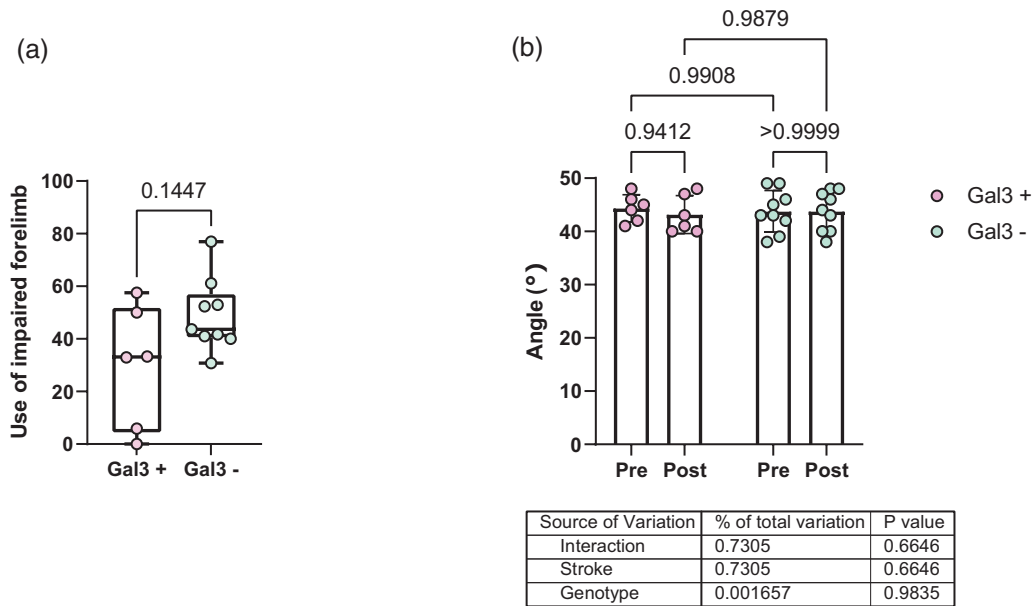 (a)
0.1447
Use of impaired forelimb
100
80
60
40
20
0
Gal3 +
Gal3 -
(b)
0.9879
0.9908
0.9412
>0.9999
Angle (°)
50
40
30
20
10
0
Pre
Post
Pre
Post
Gal3 +
Gal3 -
Source of Variation % of total variation P value
Interaction 0.7305 0.6646
Stroke 0.7305 0.6646
Genotype 0.001657 0.9835